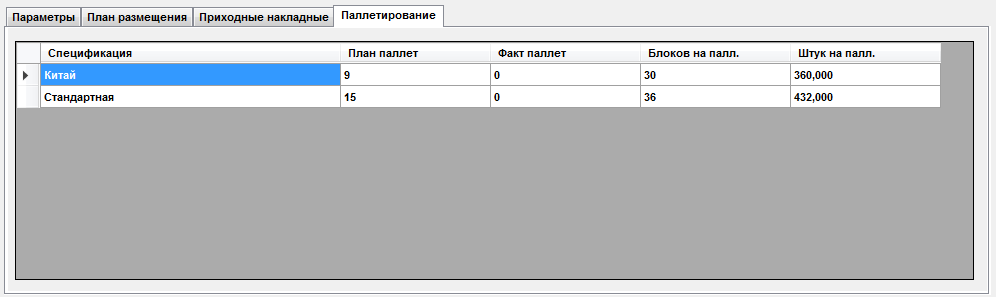 Параметры План размещения Приходные накладные Паллетирование
Спецификация План паллет Факт паллет Блоков на палл. Штук на палл.
Китай 9 0 30 360,000
Стандартная 15 0 36 432,000